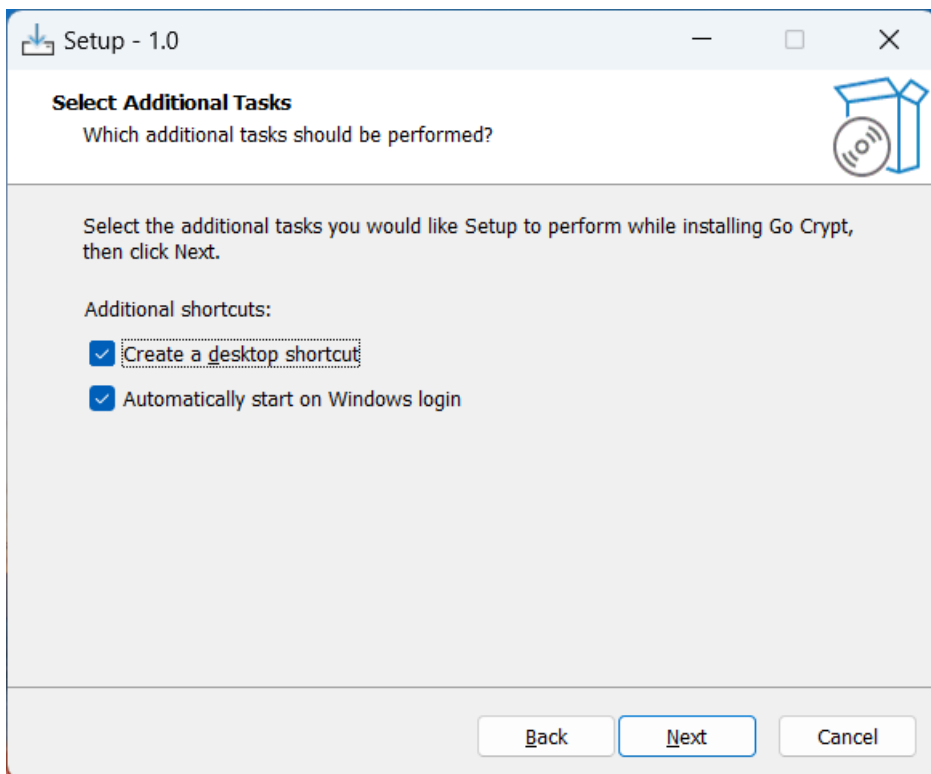 Setup - 1.0
Select Additional Tasks
Which additional tasks should be performed?
Select the additional tasks you would like Setup to perform while installing Go Crypt,
then click Next.
Additional shortcuts:
Create a desktop shortcut
Automatically start on Windows login
Back Next Cancel